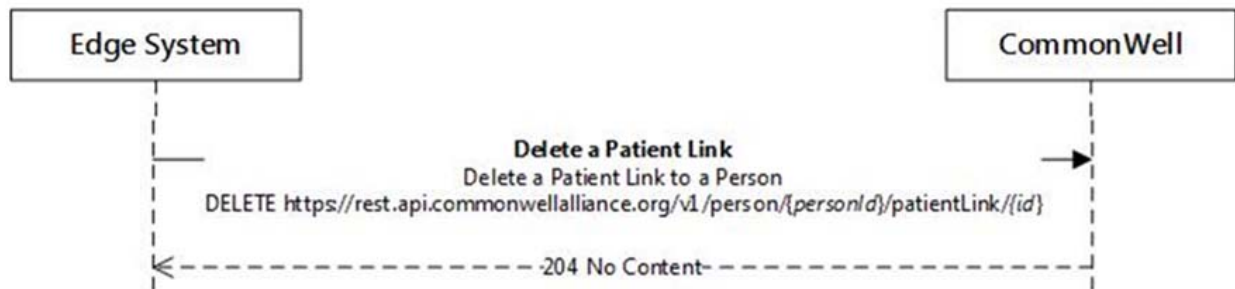 Edge System
CommonWell
Delete a Patient Link
Delete a Patient Link to a Person
DELETE https://rest.api.commonwellalliance.org/v1/person/{personId}/patientLink/{id}
204 No Content